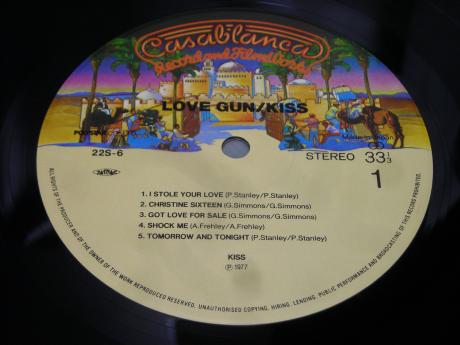 Casablanca
Record and FilmWorks
LOVE GUN/KISS
22S-6
STEREO 33 1/3
1
1. I STOLE YOUR LOVE (P.Stanley/P.Stanley)
2. CHRISTINE SIXTEEN (G.Simmons/G.Simmons)
3. GOT LOVE FOR SALE (G.Simmons/G.Simmons)
4. SHOCK ME (A.Frehley/A.Frehley)
5. TOMORROW AND TONIGHT (P.Stanley/P.Stanley)
KISS
Ⓟ 1977
ALL RIGHTS OF THE PRODUCER AND OF THE OWNER OF THE WORK REPRODUCED RESERVED. UNAUTHORISED COPYING, HIRING, LENDING, PUBLIC PERFORMANCE AND BROADCASTING OF THIS RECORD PROHIBITED.